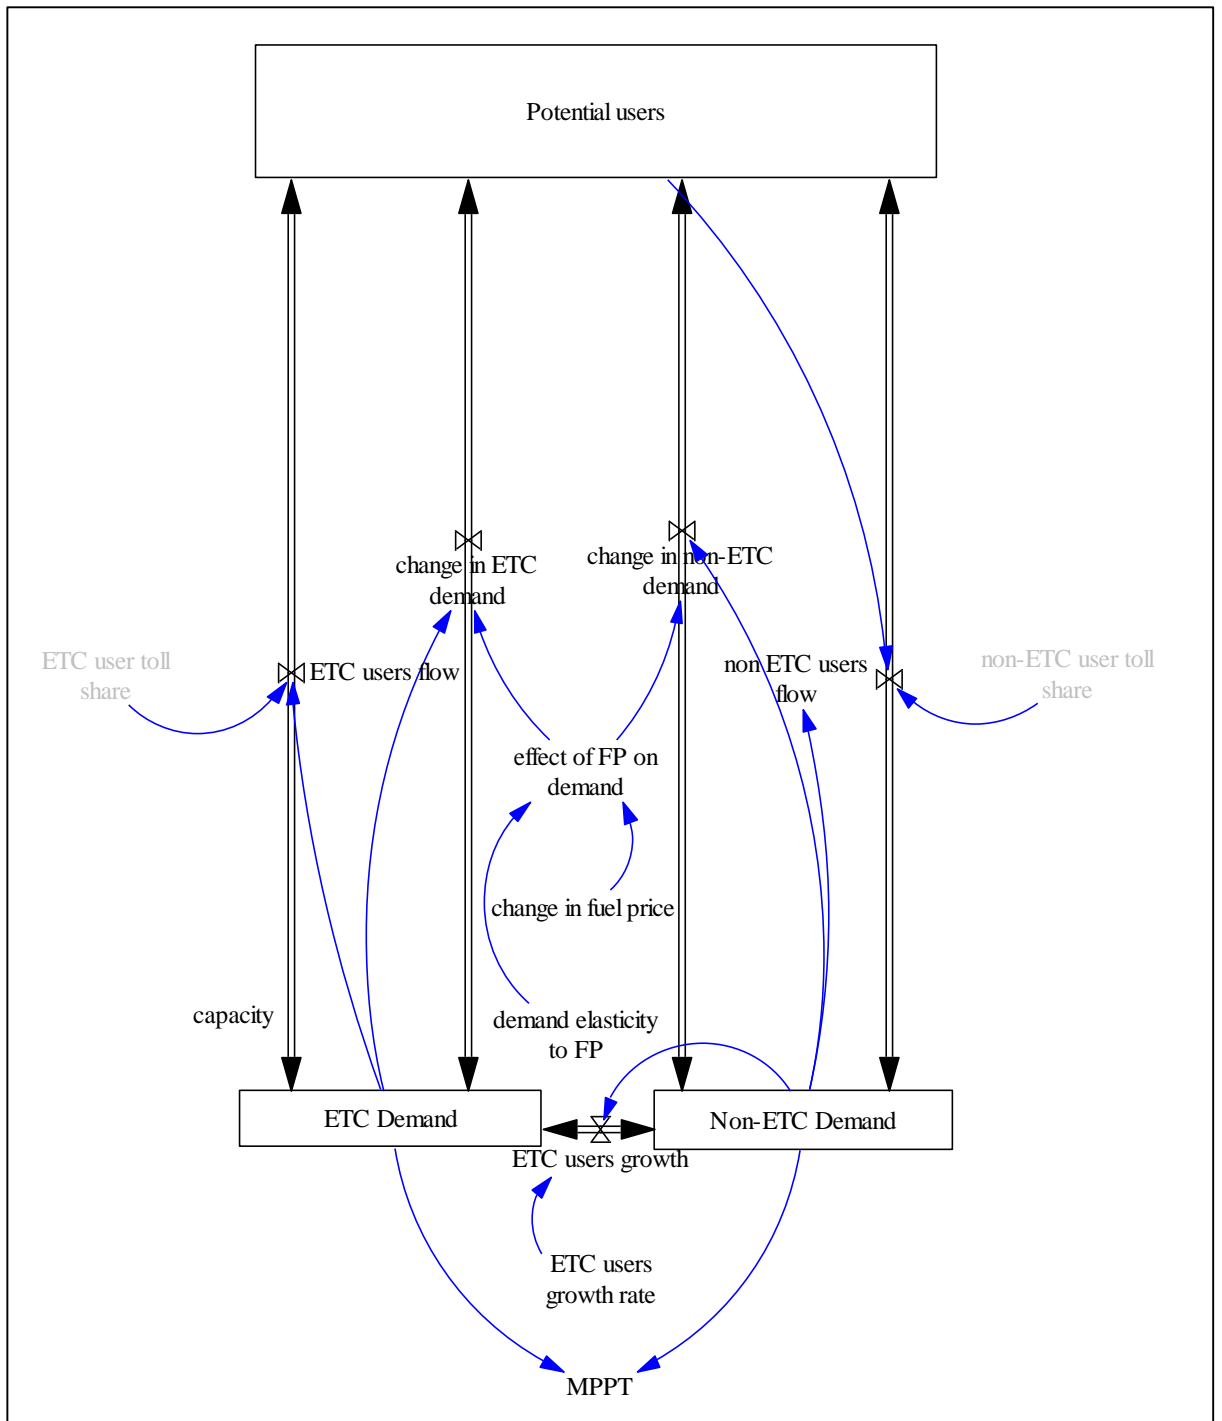 Potential users
change in ETC
demand
change in non-ETC
demand
ETC user toll
share
ETC users flow
non ETC users
flow
non-ETC user toll
share
effect of FP on
demand
change in fuel price
capacity
demand elasticity
to FP
ETC Demand
Non-ETC Demand
ETC users growth
ETC users
growth rate
MPPT